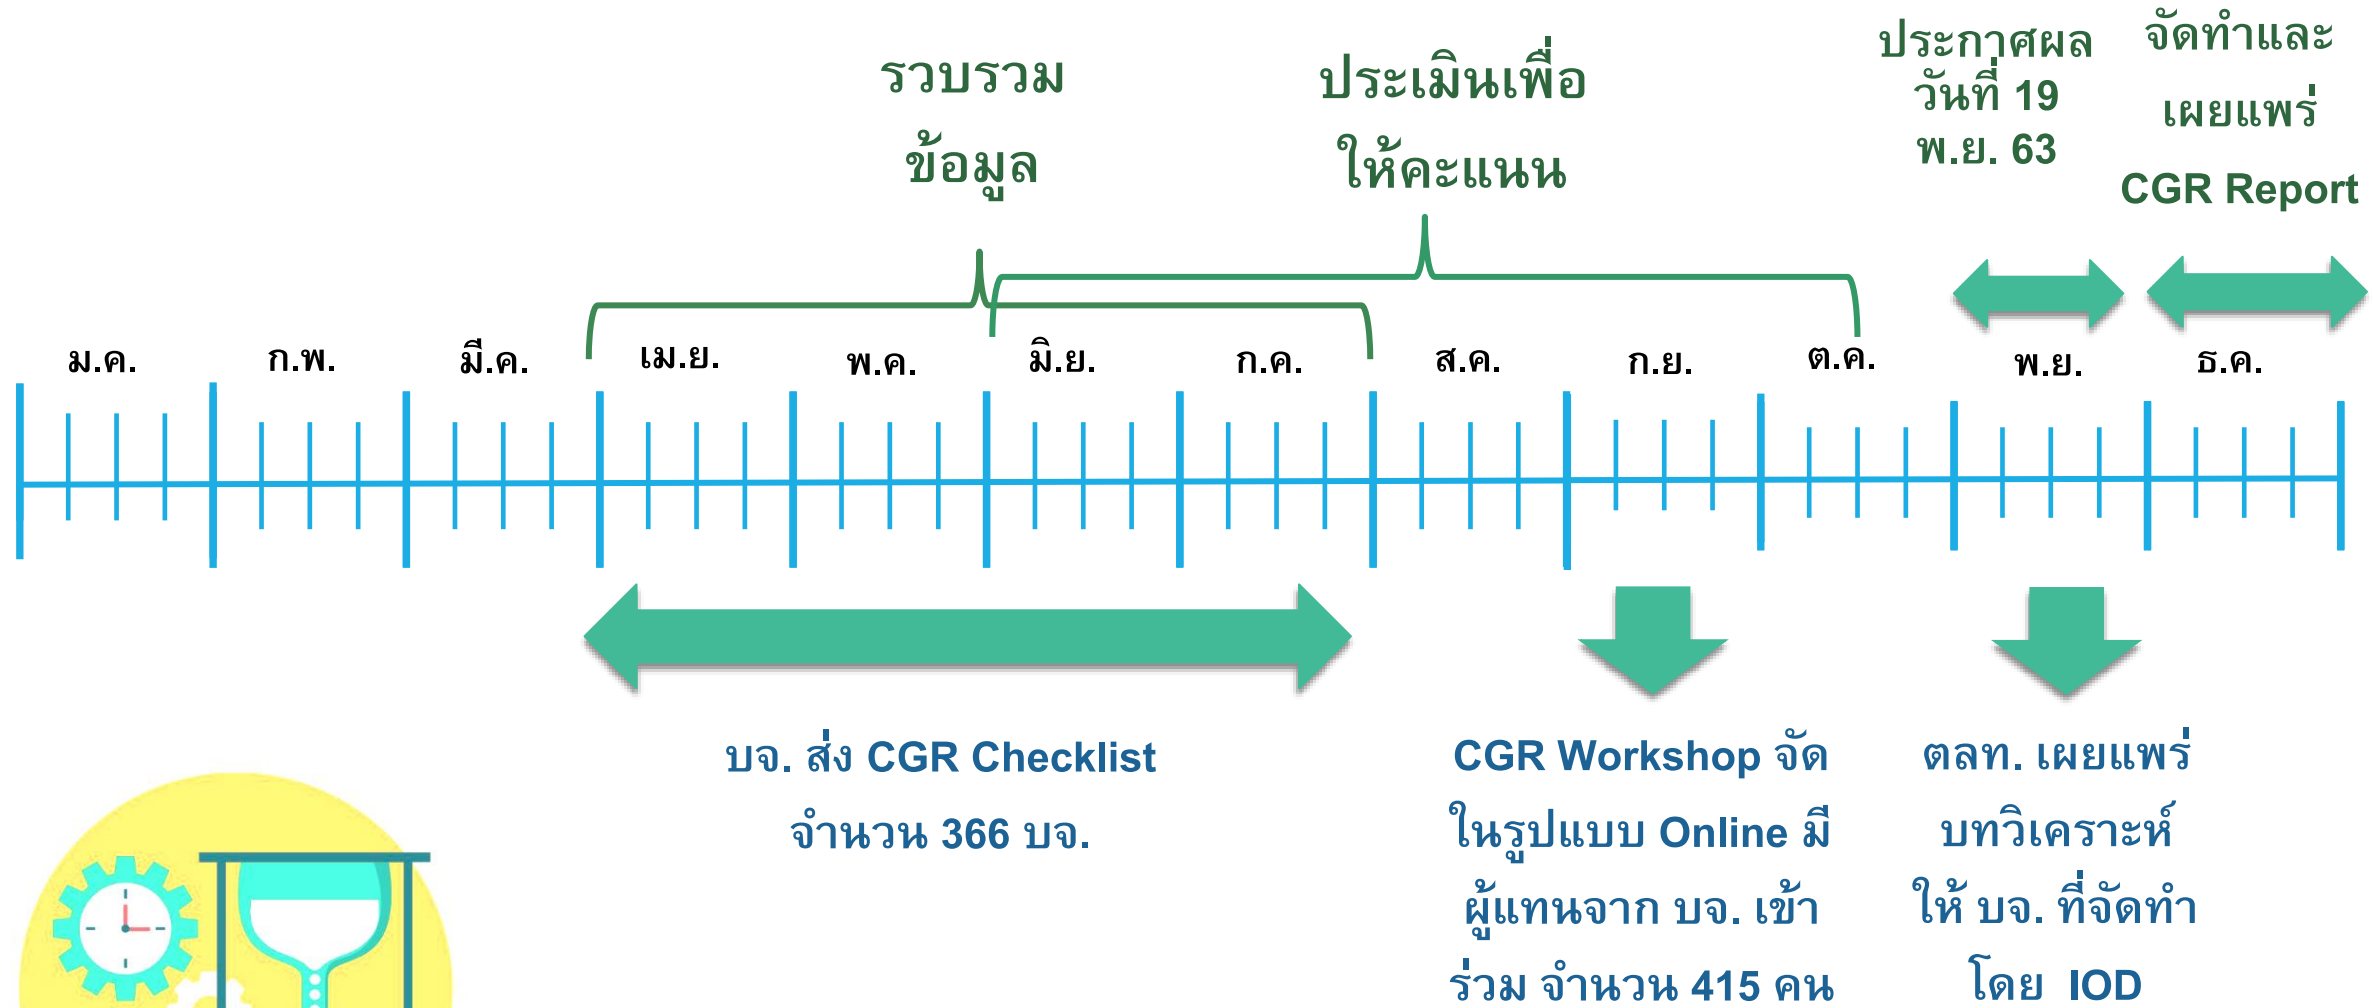 รวบรวม
ข้อมูล
ประเมินเพื่อ
ให้คะแนน
ประกาศผล
วันที่ 19
พ.ย. 63
จัดทำและ
เผยแพร่
CGR Report
ม.ค.
ก.พ.
มี.ค.
เม.ย.
พ.ค.
มิ.ย.
ก.ค.
ส.ค.
ก.ย.
ต.ค.
พ.ย.
ธ.ค.
บจ. ส่ง CGR Checklist
จำนวน 366 บจ.
CGR Workshop จัด
ในรูปแบบ Online มี
ผู้แทนจาก บจ. เข้า
ร่วม จำนวน 415 คน
ตลท. เผยแพร่
บทวิเคราะห์
ให้ บจ. ที่จัดทำ
โดย IOD